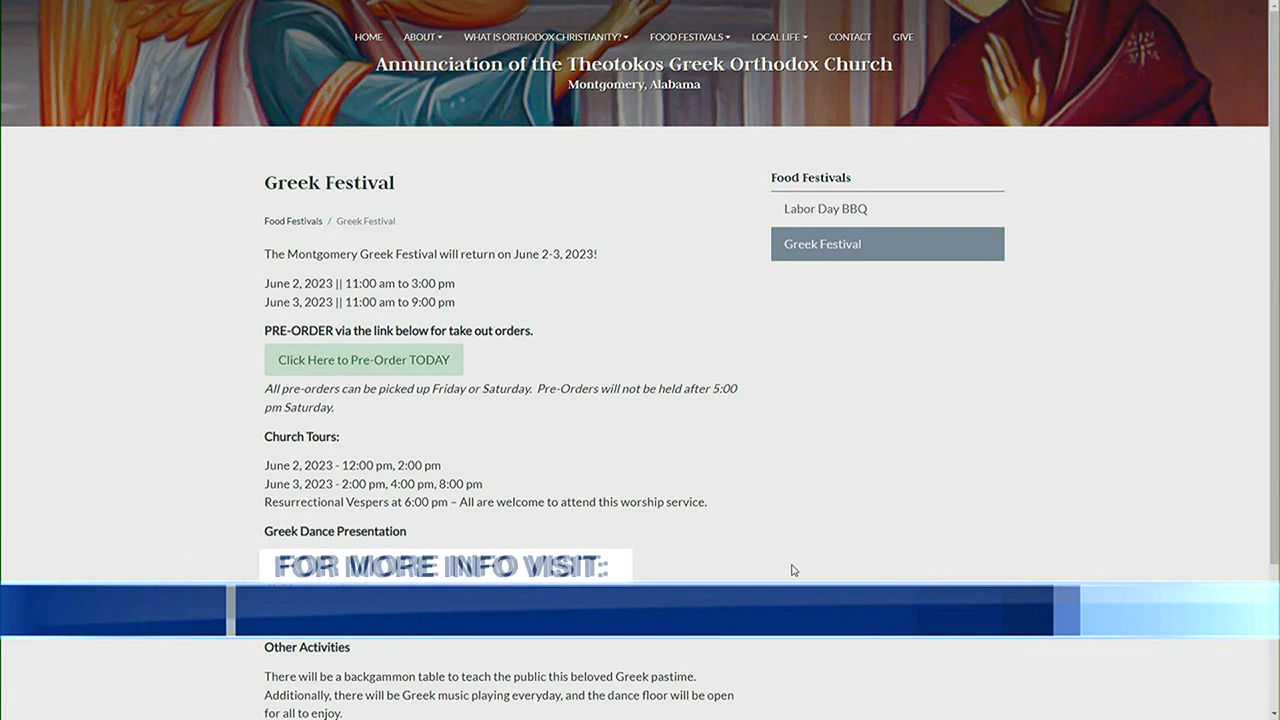 HOME ABOUT WHAT IS ORTHODOX CHRISTIANITY? FOOD FESTIVALS LOCAL LIFE CONTACT GIVE
Annunciation of the Theotokos Greek Orthodox Church
Montgomery, Alabama
Greek Festival
Food Festivals / Greek Festival
The Montgomery Greek Festival will return on June 2-3, 2023!
June 2, 2023 || 11:00 am to 3:00 pm
June 3, 2023 || 11:00 am to 9:00 pm
PRE-ORDER via the link below for take out orders.
Click Here to Pre-Order TODAY
All pre-orders can be picked up Friday or Saturday. Pre-Orders will not be held after 5:00
pm Saturday.
Church Tours:
June 2, 2023 - 12:00 pm, 2:00 pm
June 3, 2023 - 2:00 pm, 4:00 pm, 8:00 pm
Resurrectional Vespers at 6:00 pm – All are welcome to attend this worship service.
Greek Dance Presentation
FOR MORE INFO VISIT:
Other Activities
There will be a backgammon table to teach the public this beloved Greek pastime.
Additionally, there will be Greek music playing everyday, and the dance floor will be open
for all to enjoy.
Food Festivals
Labor Day BBQ
Greek Festival